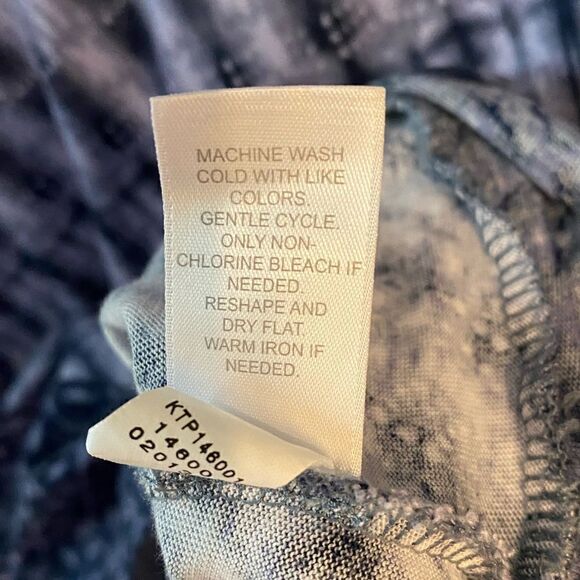 MACHINE WASH
COLD WITH LIKE
COLORS.
GENTLE CYCLE.
ONLY NON-
CHLORINE BLEACH IF
NEEDED.
RESHAPE AND
DRY FLAT.
WARM IRON IF
NEEDED.
KTP146001